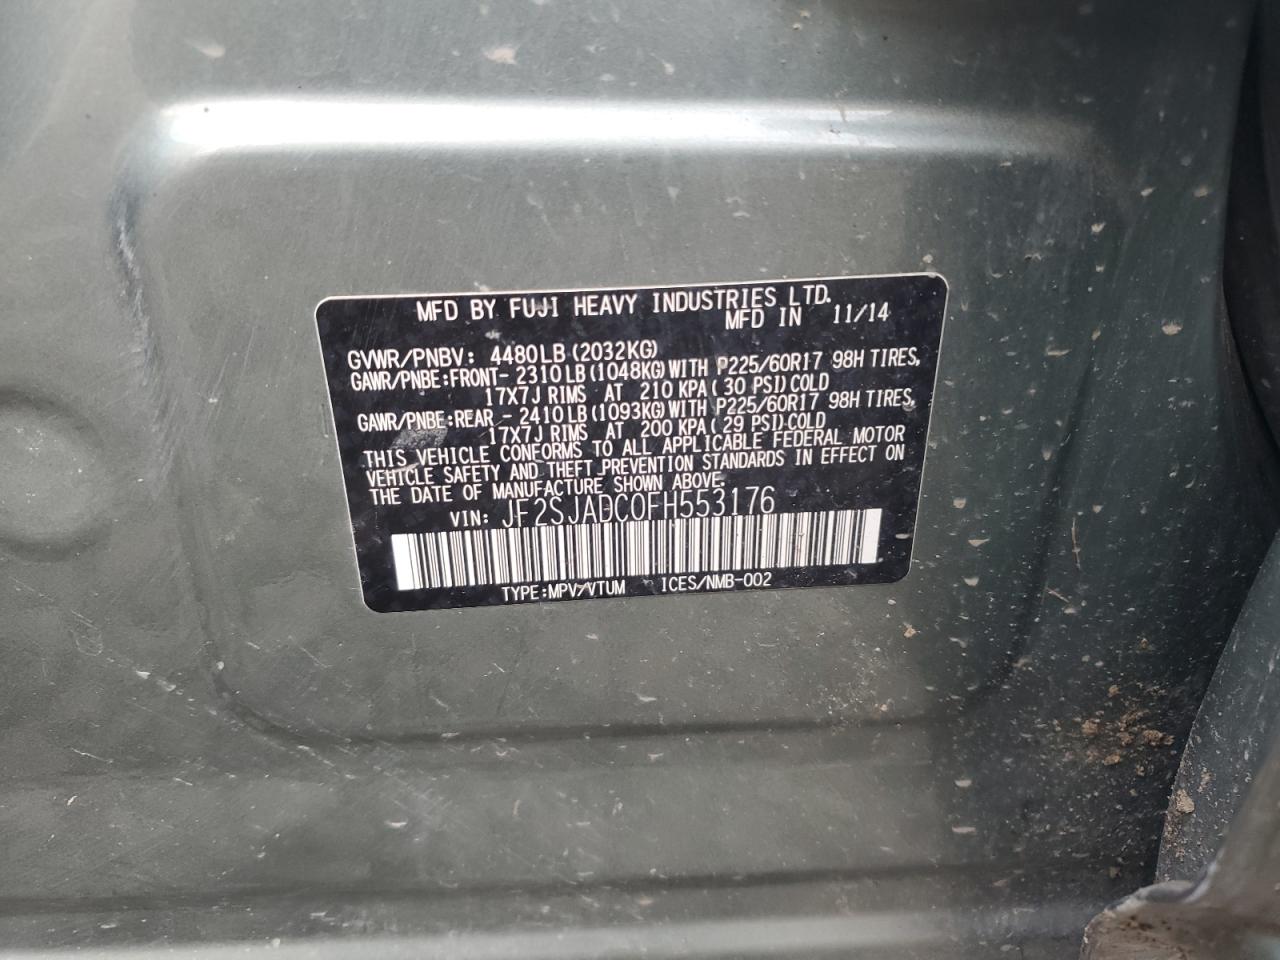 MFD BY FUJI HEAVY INDUSTRIES LTD.
MFD IN 11/14
GVWR/PNBV: 4480LB (2032KG)
GAWR/PNBE:FRONT- 2310LB (1048KG) WITH P225/60R17 98H TIRES,
17X7J RIMS AT 210 KPA ( 30 PSI) COLD
GAWR/PNBE:REAR - 2410LB (1093KG) WITH P225/60R17 98H TIRES,
17X7J RIMS AT 200 KPA ( 29 PSI) COLD
THIS VEHICLE CONFORMS TO ALL APPLICABLE FEDERAL MOTOR
VEHICLE SAFETY AND THEFT PREVENTION STANDARDS IN EFFECT ON
THE DATE OF MANUFACTURE SHOWN ABOVE.
VIN: JF2SJADC0FH553176
TYPE:MPV/VTUM ICES/NMB-002